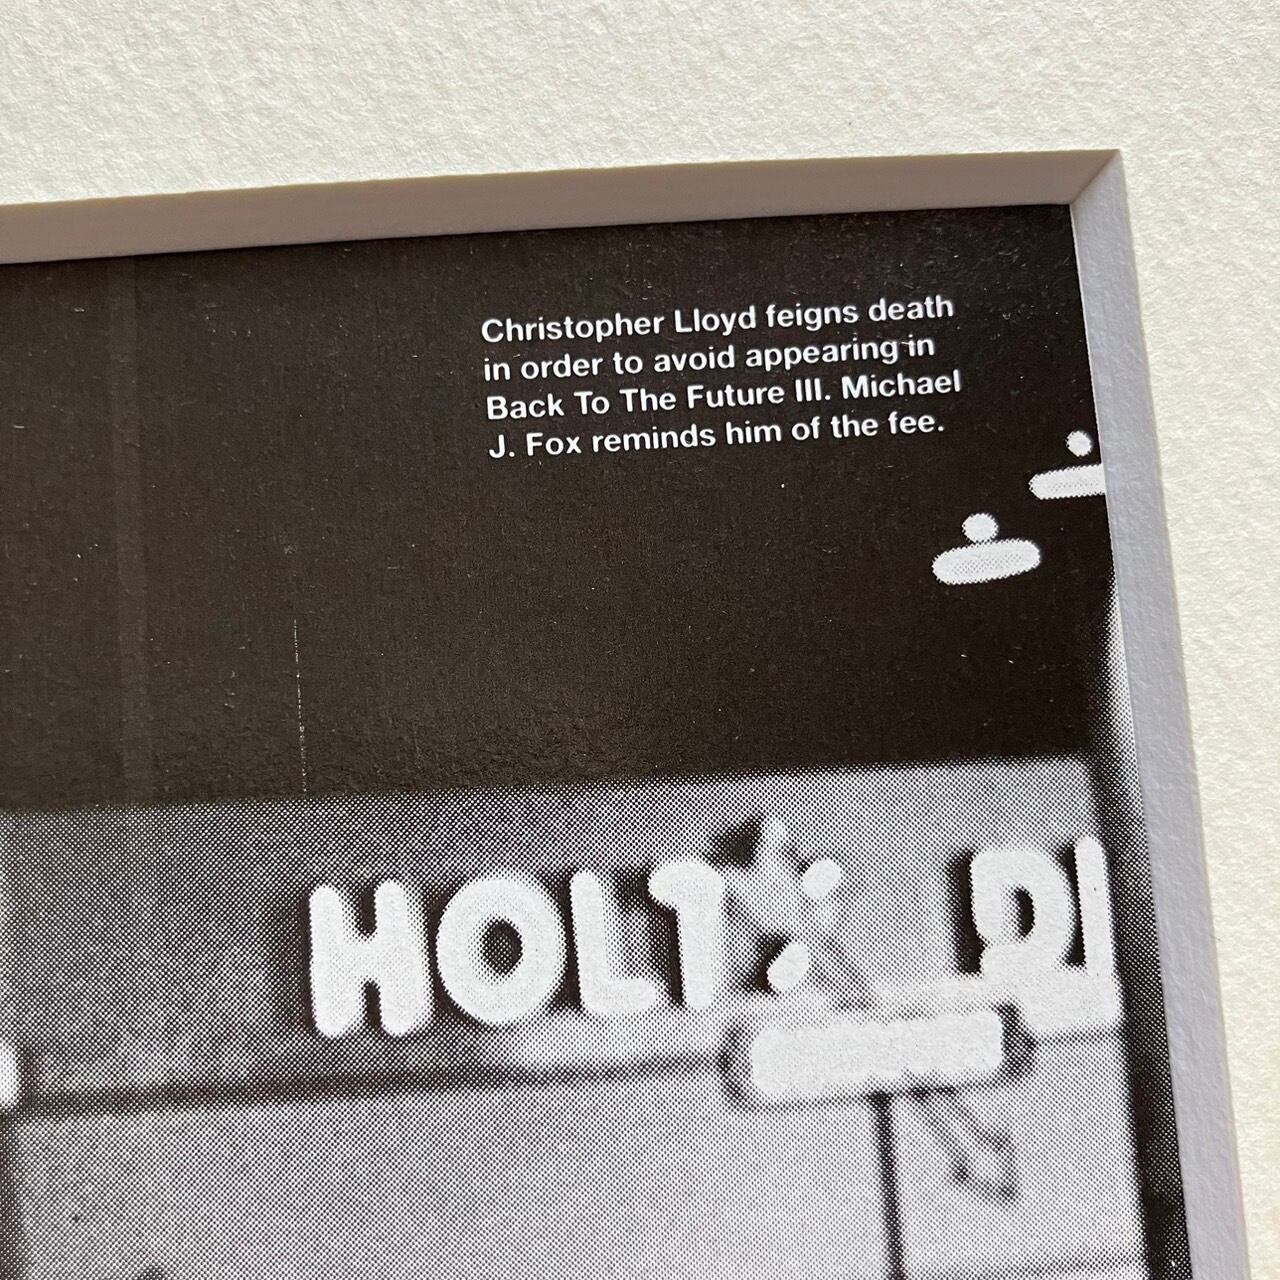 Christopher Lloyd feigns death
in order to avoid appearing in
Back To The Future III. Michael
J. Fox reminds him of the fee.
HOLT